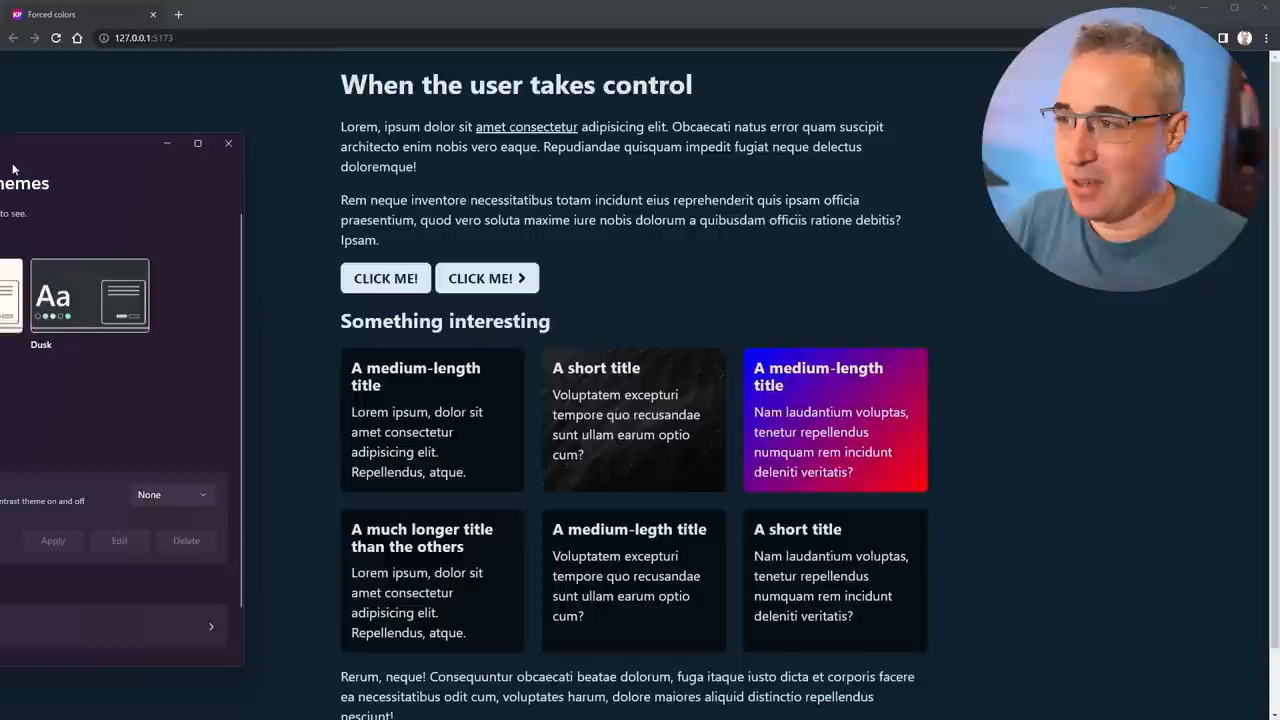 KP Forced colors
127.0.0.1:5173
When the user takes control
Lorem, ipsum dolor sit amet consectetur adipisicing elit. Obcaecati natus error quam suscipit
architecto enim nobis vero eaque. Repudiandae quisquam impedit fugiat neque delectus
doloremque!
Rem neque inventore necessitatibus totam incidunt eius reprehenderit quis ipsam officia
praesentium, quod vero soluta maxime iure nobis dolorum a quibusdam officiis ratione debitis?
Ipsam.
CLICK ME! CLICK ME!
Something interesting
A medium-length
title
Lorem ipsum, dolor sit
amet consectetur
adipisicing elit.
Repellendus, atque.
A short title
Voluptatem excepturi
tempore quo recusandae
sunt ullam earum optio
cum?
A medium-length
title
Nam laudantium voluptas,
tenetur repellendus
numquam rem incidunt
deleniti veritatis?
A much longer title
than the others
Lorem ipsum, dolor sit
amet consectetur
adipisicing elit.
Repellendus, atque.
A medium-legth title
Voluptatem excepturi
tempore quo recusandae
sunt ullam earum optio
cum?
A short title
Nam laudantium voluptas,
tenetur repellendus
numquam rem incidunt
deleniti veritatis?
Rerum, neque! Consequuntur obcaecati beatae dolorum, fuga itaque iusto dicta et corporis facere
ea necessitatibus odit cum, voluptates harum, dolore maiores aliquid distinctio repellendus
nesciunt!
hemes
to see.
Aa
Dusk
ntrast theme on and off
None
Apply Edit Delete